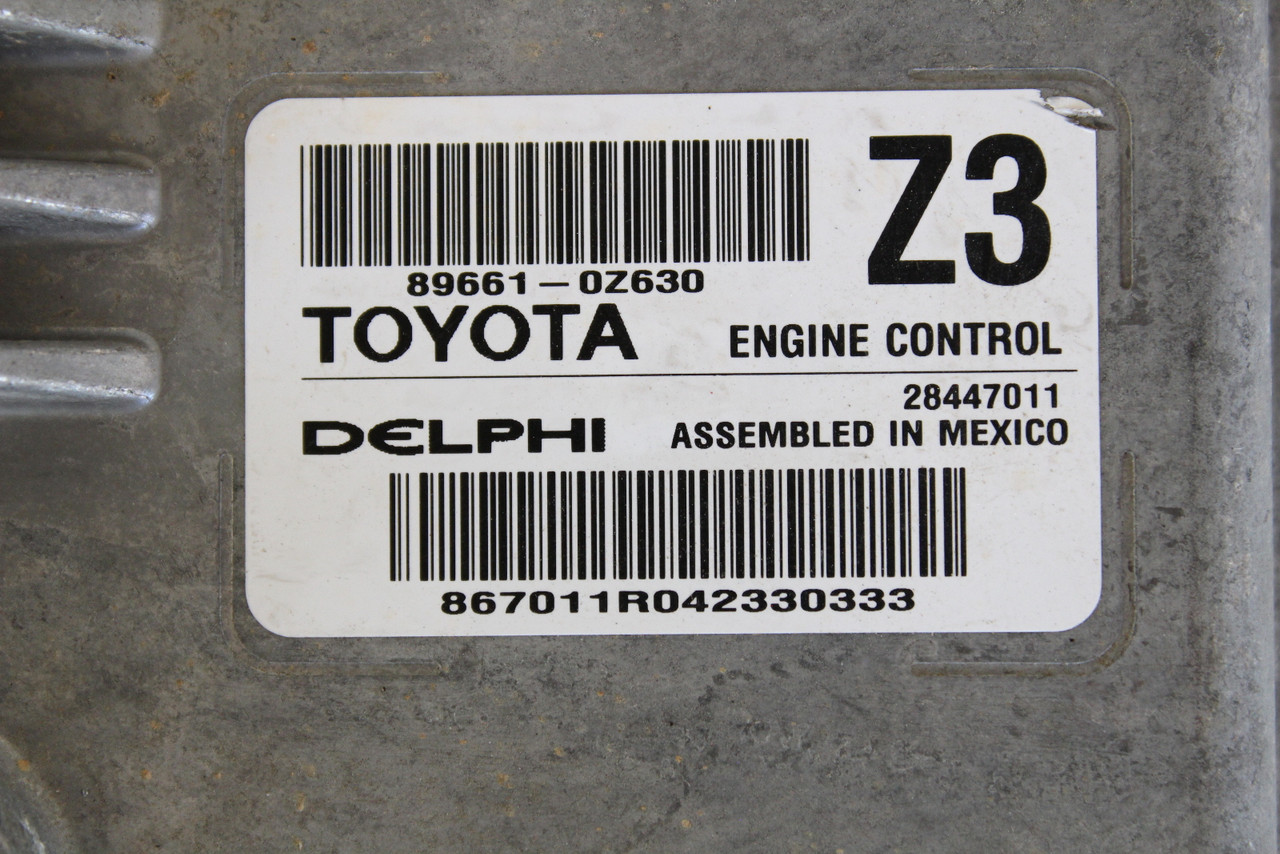 Z3
89661-0Z630
TOYOTA ENGINE CONTROL
28447011
DELPHI ASSEMBLED IN MEXICO
867011R042330333